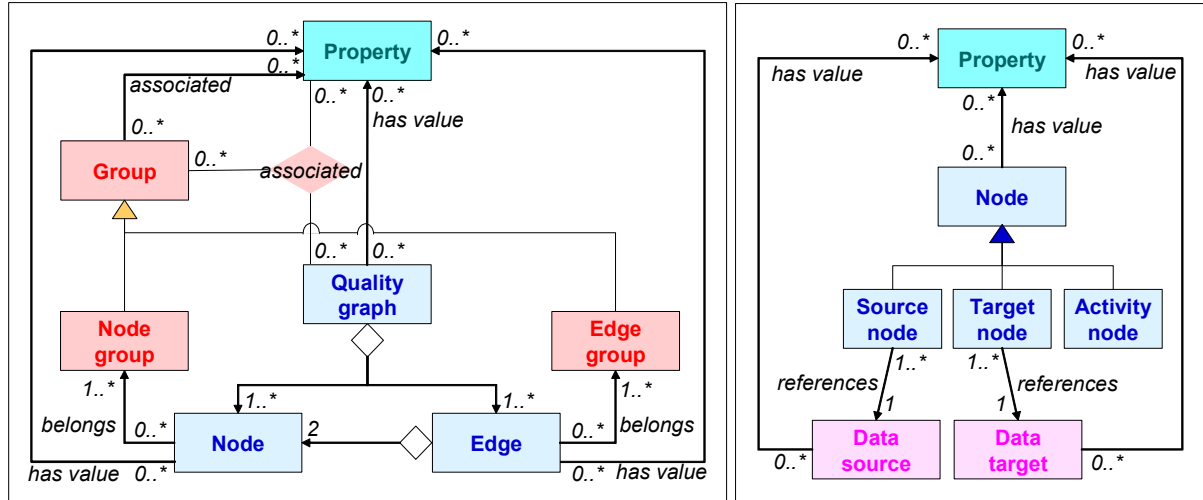 0..*
Property
0..*
0..*
associated
0..*
0..*
has value
0..*
0..*
Group
associated
0..*
0..*
Quality
graph
Node
group
Edge
group
1..*
1..*
1..*
1..*
belongs
0..*
Node
2
Edge
0..*
belongs
has value
0..*
0..*
has value
0..*
0..*
has value
Property
has value
0..*
has value
0..*
Node
Source
node
Target
node
Activity
node
1..*
1..*
references
references
1
1
Data
source
Data
target
0..*
0..*